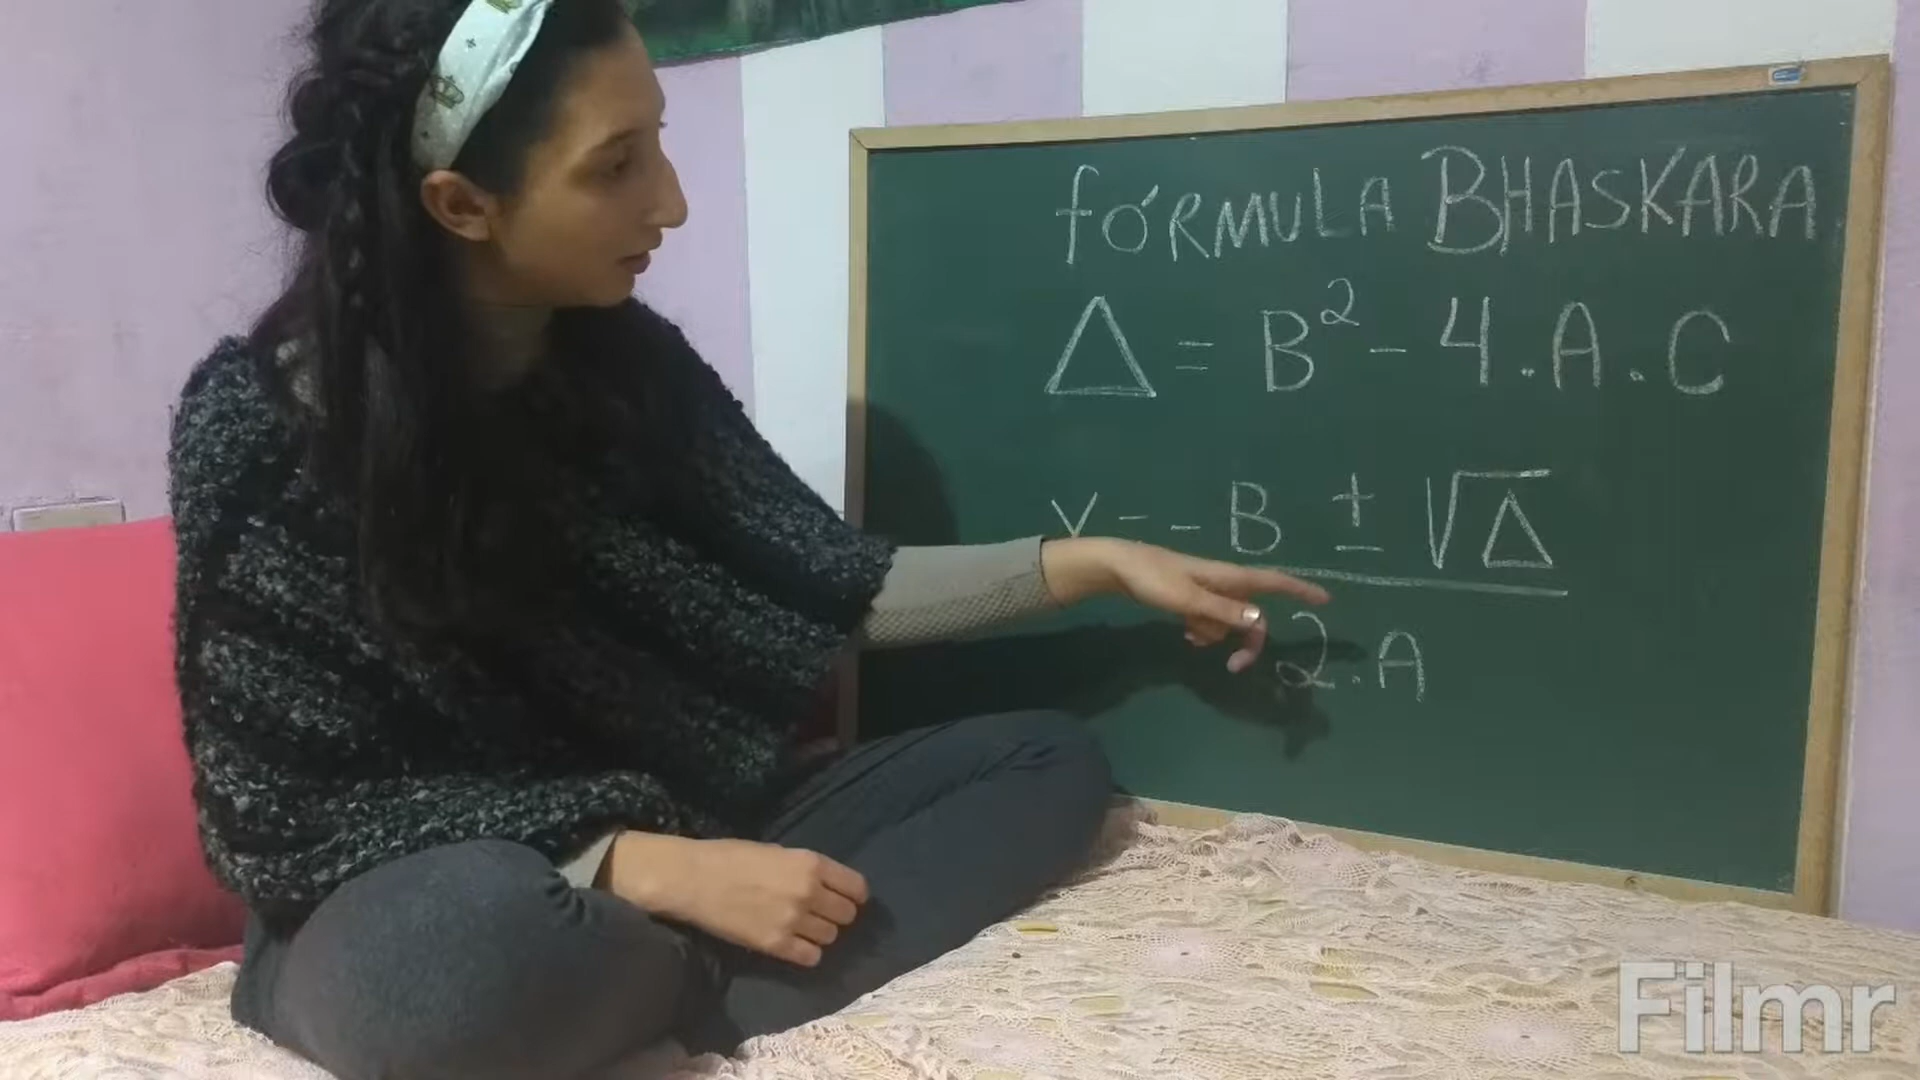 FÓRMULA BHASKARA
Δ = B² - 4 . A . C
X = - B ± √Δ
2 . A
Filmr